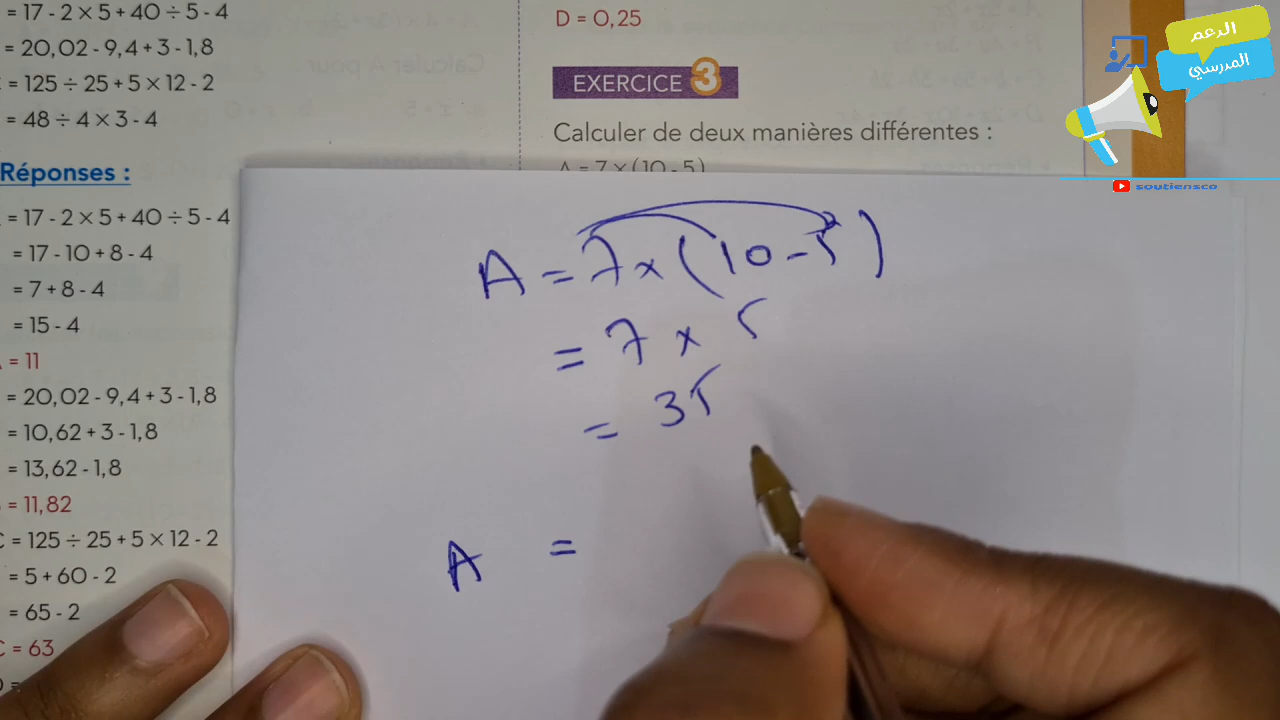 = 17 - 2 × 5 + 40 ÷ 5 - 4
= 20,02 - 9,4 + 3 - 1,8
= 125 ÷ 25 + 5 × 12 - 2
= 48 ÷ 4 × 3 - 4
Réponses :
= 17 - 2 × 5 + 40 ÷ 5 - 4
= 17 - 10 + 8 - 4
= 7 + 8 - 4
= 15 - 4
= 11
= 20,02 - 9,4 + 3 - 1,8
= 10,62 + 3 - 1,8
= 13,62 - 1,8
= 11,82
C = 125 ÷ 25 + 5 × 12 - 2
= 5 + 60 - 2
= 65 - 2
C = 63
D = 0,25
EXERCICE 3
Calculer de deux manières différentes :
A = 7 × (10 - 5)
A = 7 × (10 - 5)
= 7 × 5
= 35
A =
الدعم
المدرسي
soutiensco